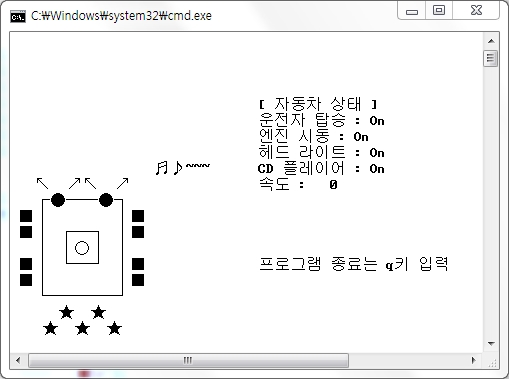 C:₩Windows₩system32₩cmd.exe
[ 자동차 상태 ]
운전자 탑승 : On
엔진 시동 : On
헤드 라이트 : On
CD 플레이어 : On
속도 : 0
♬♪~~~
프로그램 종료는 q키 입력